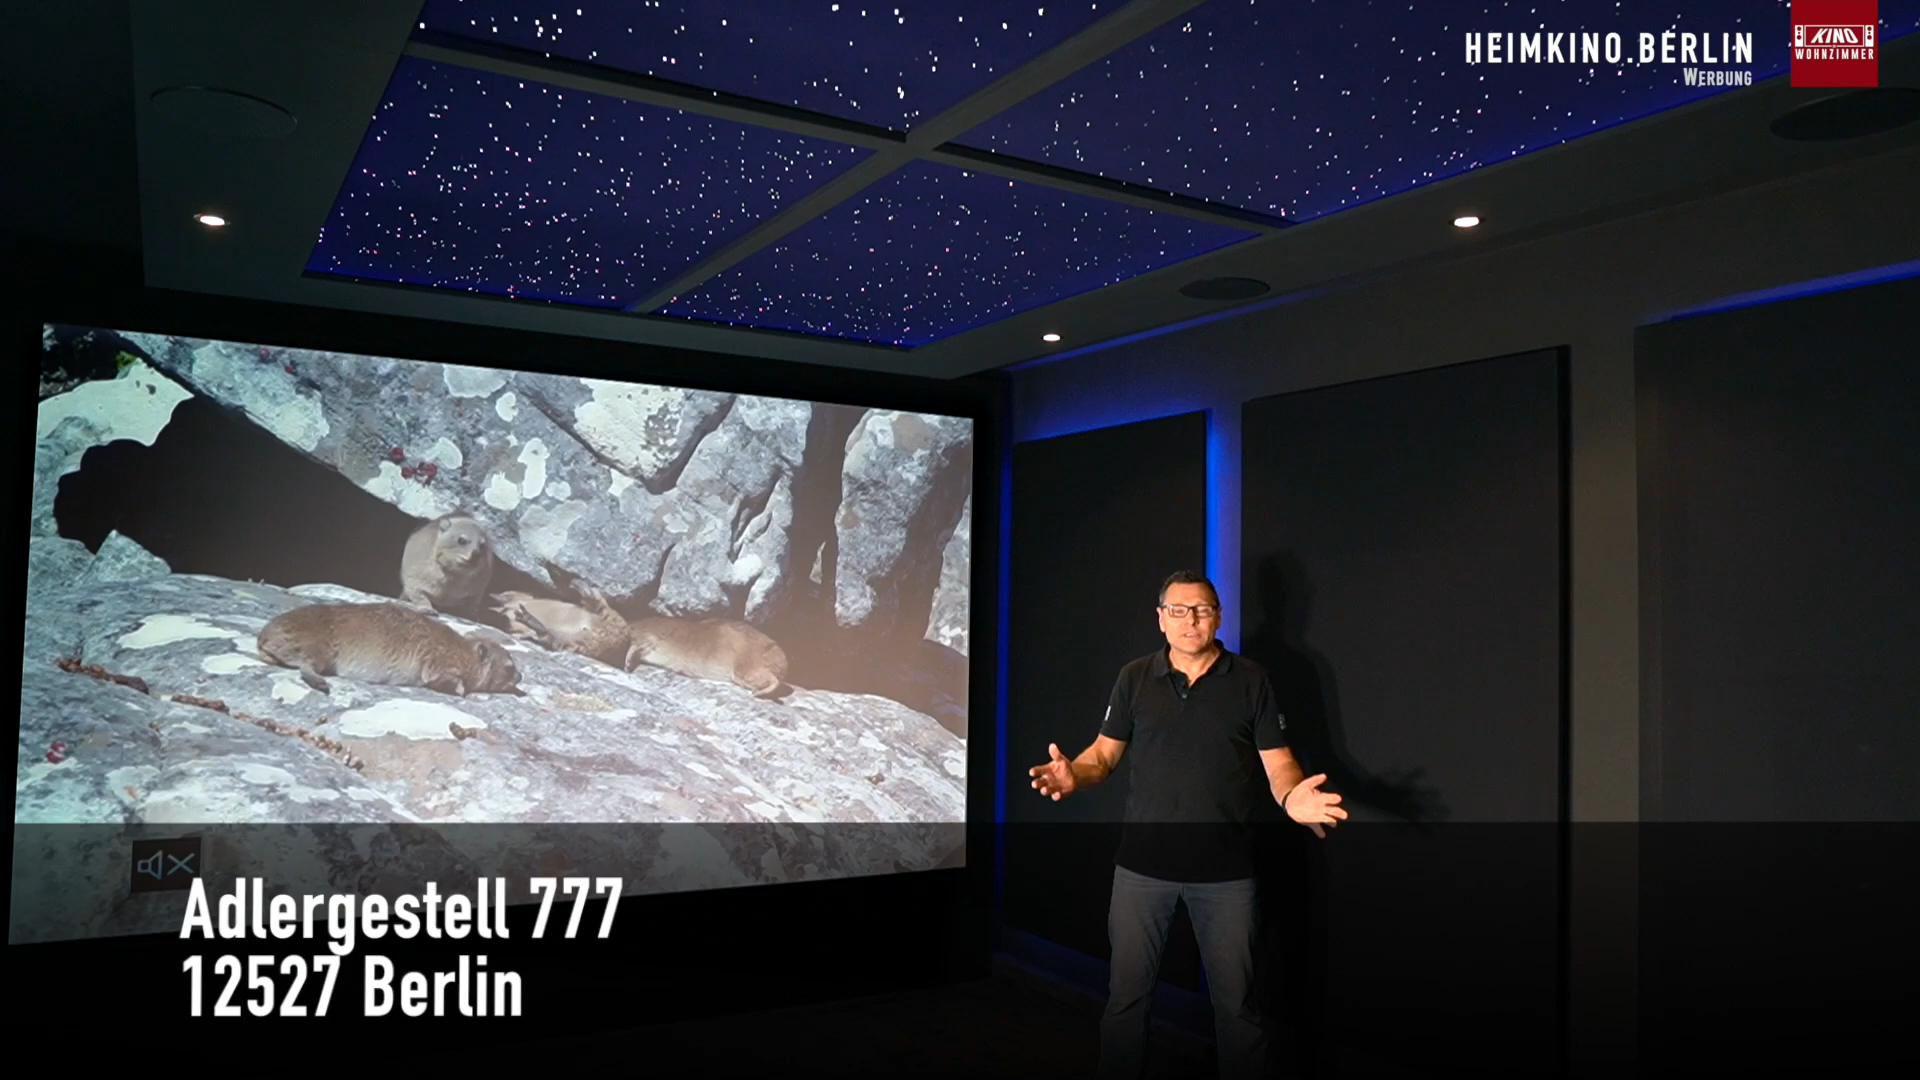 HEIMKINO.BERLIN
WERBUNG
KINO
WOHNZIMMER
Adlergestell 777
12527 Berlin